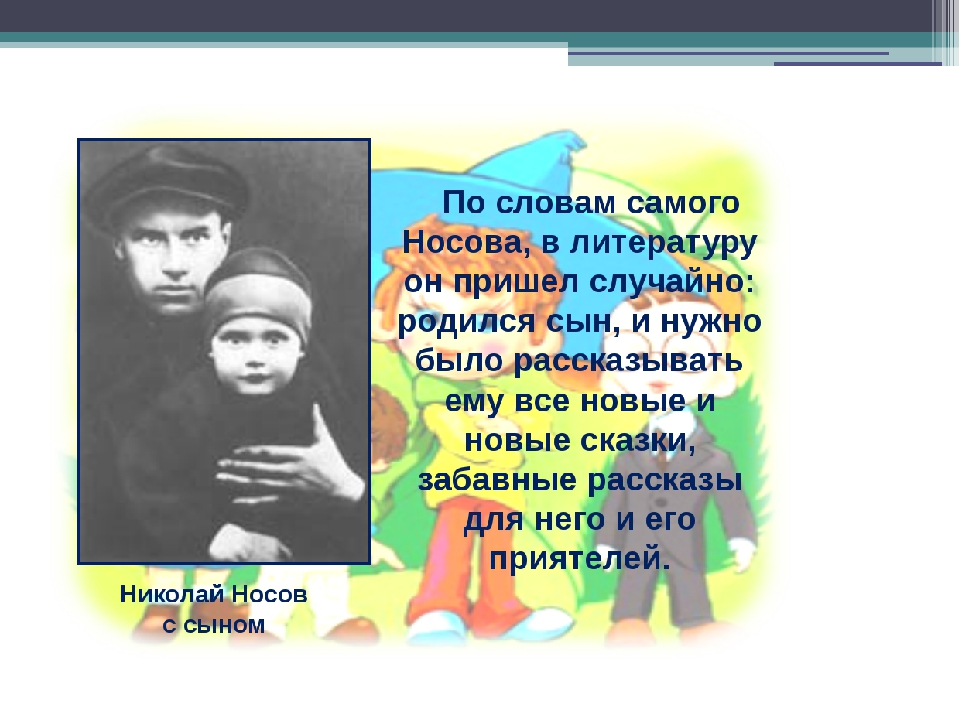 По словам самого
Носова, в литературу
он пришел случайно:
родился сын, и нужно
было рассказывать
ему все новые и
новые сказки,
забавные рассказы
для него и его
приятелей.
Николай Носов
с сыном